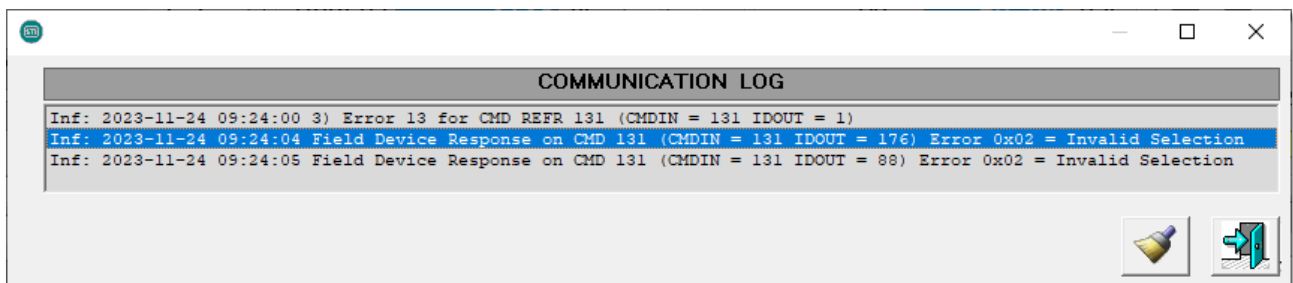 STI
COMMUNICATION LOG
Inf: 2023-11-24 09:24:00 3) Error 13 for CMD REFR 131 (CMDIN = 131 IDOUT = 1)
Inf: 2023-11-24 09:24:04 Field Device Response on CMD 131 (CMDIN = 131 IDOUT = 176) Error 0x02 = Invalid Selection
Inf: 2023-11-24 09:24:05 Field Device Response on CMD 131 (CMDIN = 131 IDOUT = 88) Error 0x02 = Invalid Selection